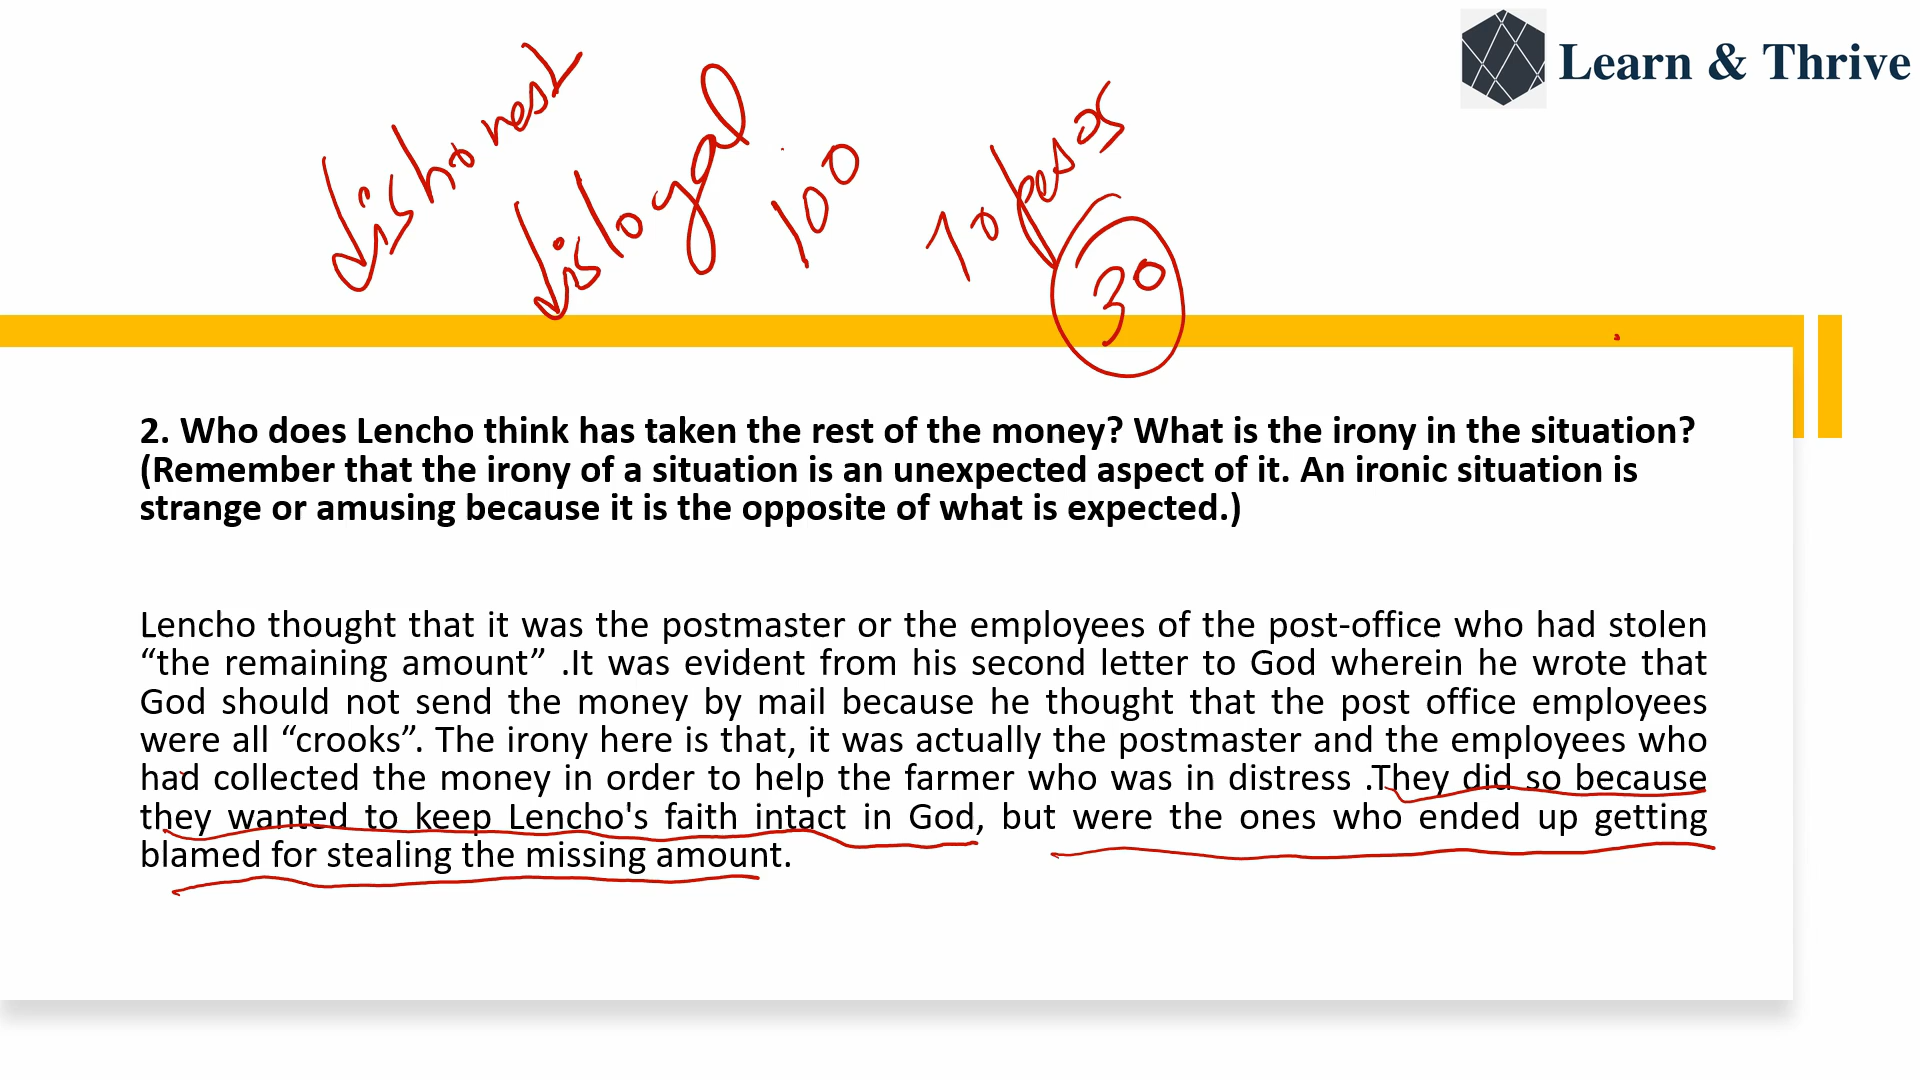 Learn & Thrive
dishonest
disloyal
100
70 pesos
30
2. Who does Lencho think has taken the rest of the money? What is the irony in the situation?
(Remember that the irony of a situation is an unexpected aspect of it. An ironic situation is
strange or amusing because it is the opposite of what is expected.)
Lencho thought that it was the postmaster or the employees of the post-office who had stolen
“the remaining amount” .It was evident from his second letter to God wherein he wrote that
God should not send the money by mail because he thought that the post office employees
were all “crooks”. The irony here is that, it was actually the postmaster and the employees who
had collected the money in order to help the farmer who was in distress .They did so because
they wanted to keep Lencho's faith intact in God, but were the ones who ended up getting
blamed for stealing the missing amount.